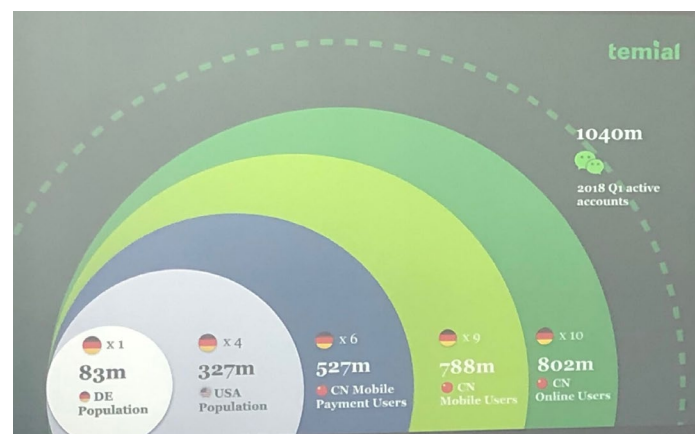 temial
1040m
2018 Q1 active
accounts
x 1
83m
DE
Population
x 4
327m
USA
Population
x 6
527m
CN Mobile
Payment Users
x 9
788m
CN
Mobile Users
x 10
802m
CN
Online Users